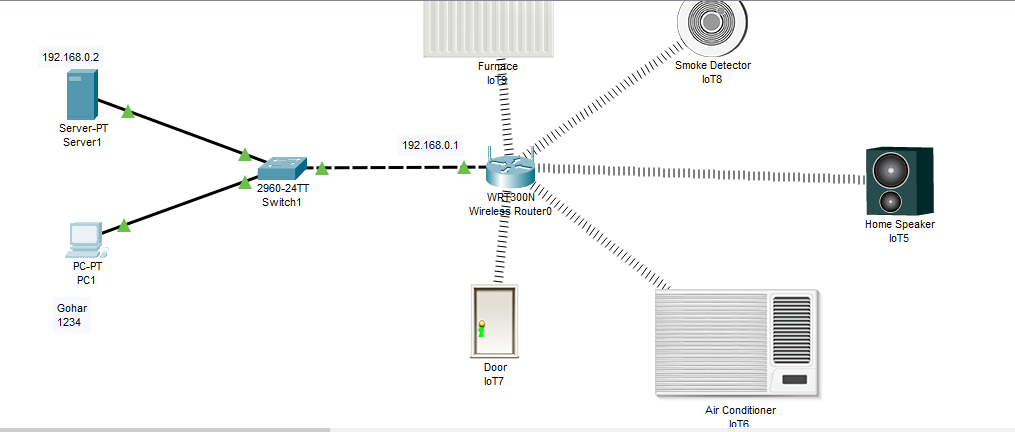 192.168.0.2
Server-PT
Server1
PC-PT
PC1
Gohar
1234
2960-24TT
Switch1
192.168.0.1
WRT300N
Wireless Router0
Furnace
IoT9
Smoke Detector
IoT8
Home Speaker
IoT5
Door
IoT7
Air Conditioner
IoT6